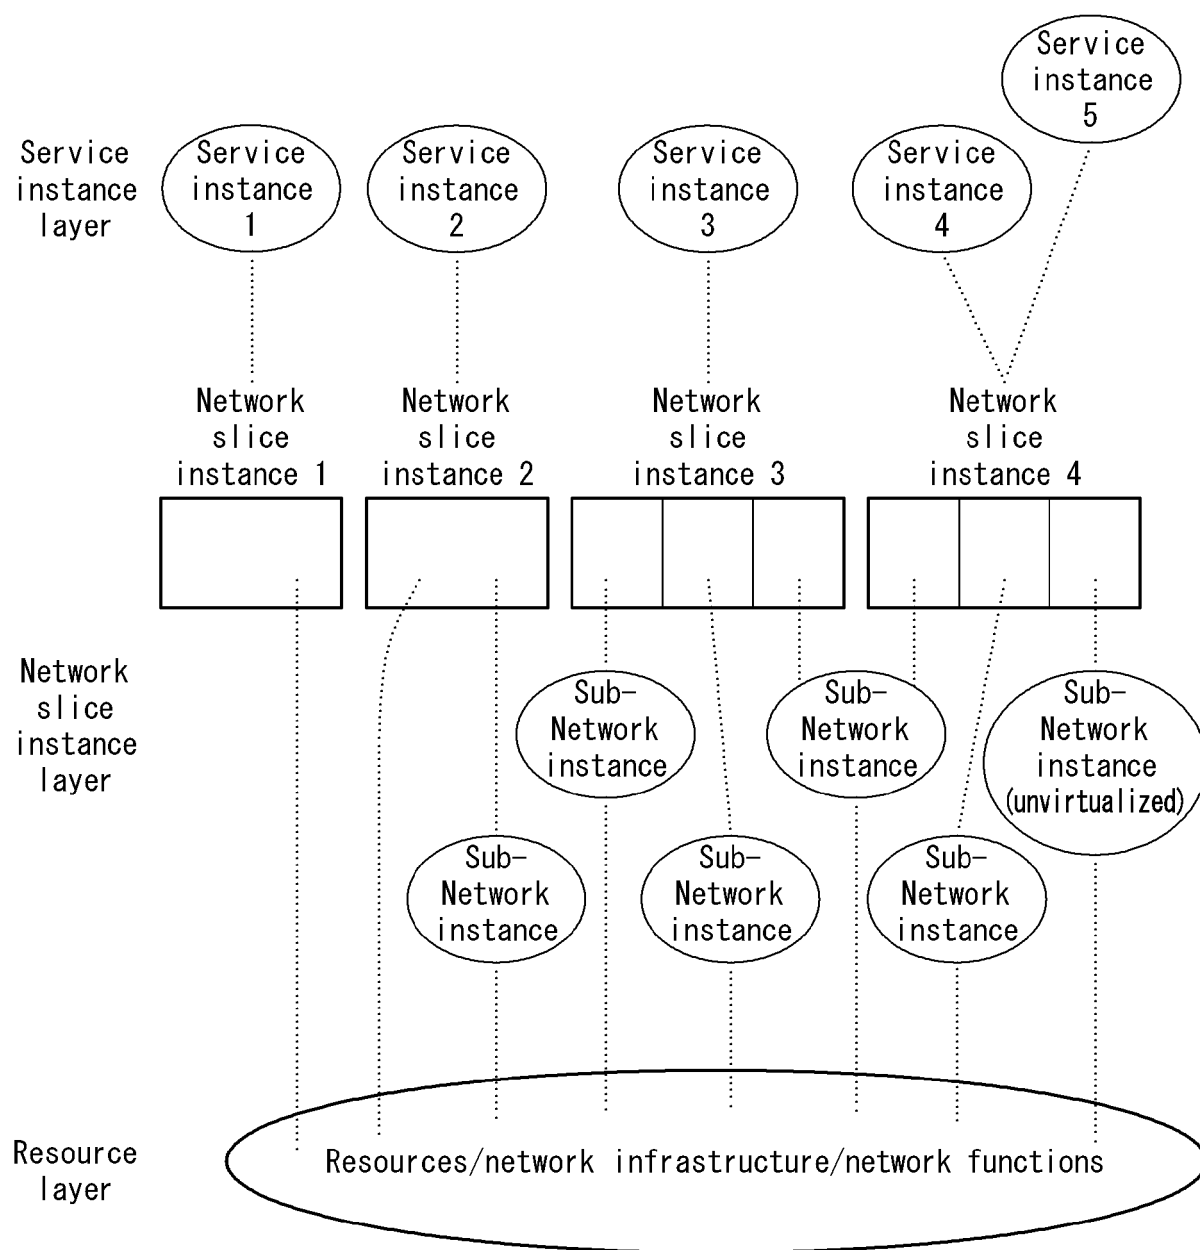 Service
instance
5
Service
instance
layer
Service
instance
1
Service
instance
2
Service
instance
3
Service
instance
4
Network
slice
instance 1
Network
slice
instance 2
Network
slice
instance 3
Network
slice
instance 4
Network
slice
instance
layer
Sub-
Network
instance
Sub-
Network
instance
Sub-
Network
instance
(unvirtualized)
Sub-
Network
instance
Sub-
Network
instance
Sub-
Network
instance
Resource
layer
Resources/network infrastructure/network functions